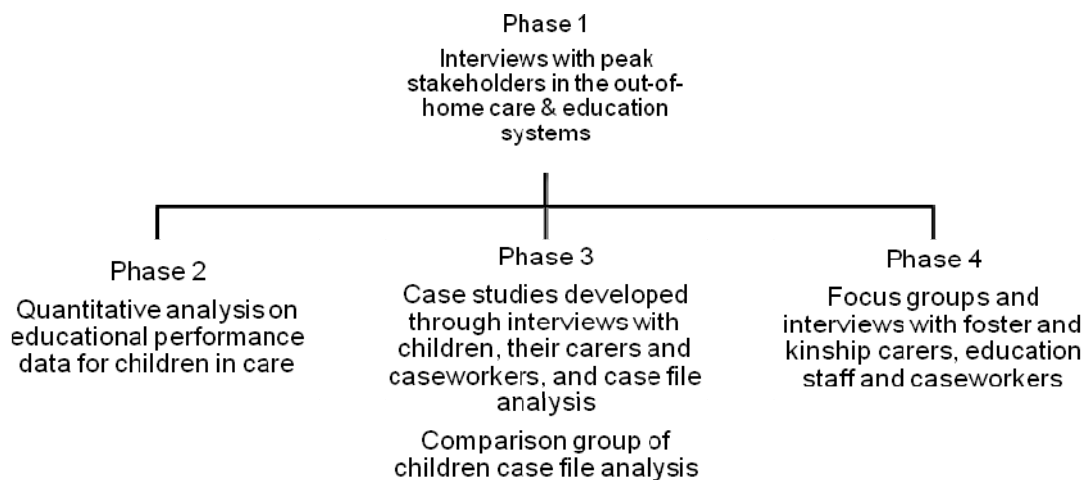 Phase 1
Interviews with peak
stakeholders in the out-of-
home care & education
systems
Phase 2
Quantitative analysis on
educational performance
data for children in care
Phase 3
Case studies developed
through interviews with
children, their carers and
caseworkers, and case file
analysis
Comparison group of
children case file analysis
Phase 4
Focus groups and
interviews with foster and
kinship carers, education
staff and caseworkers